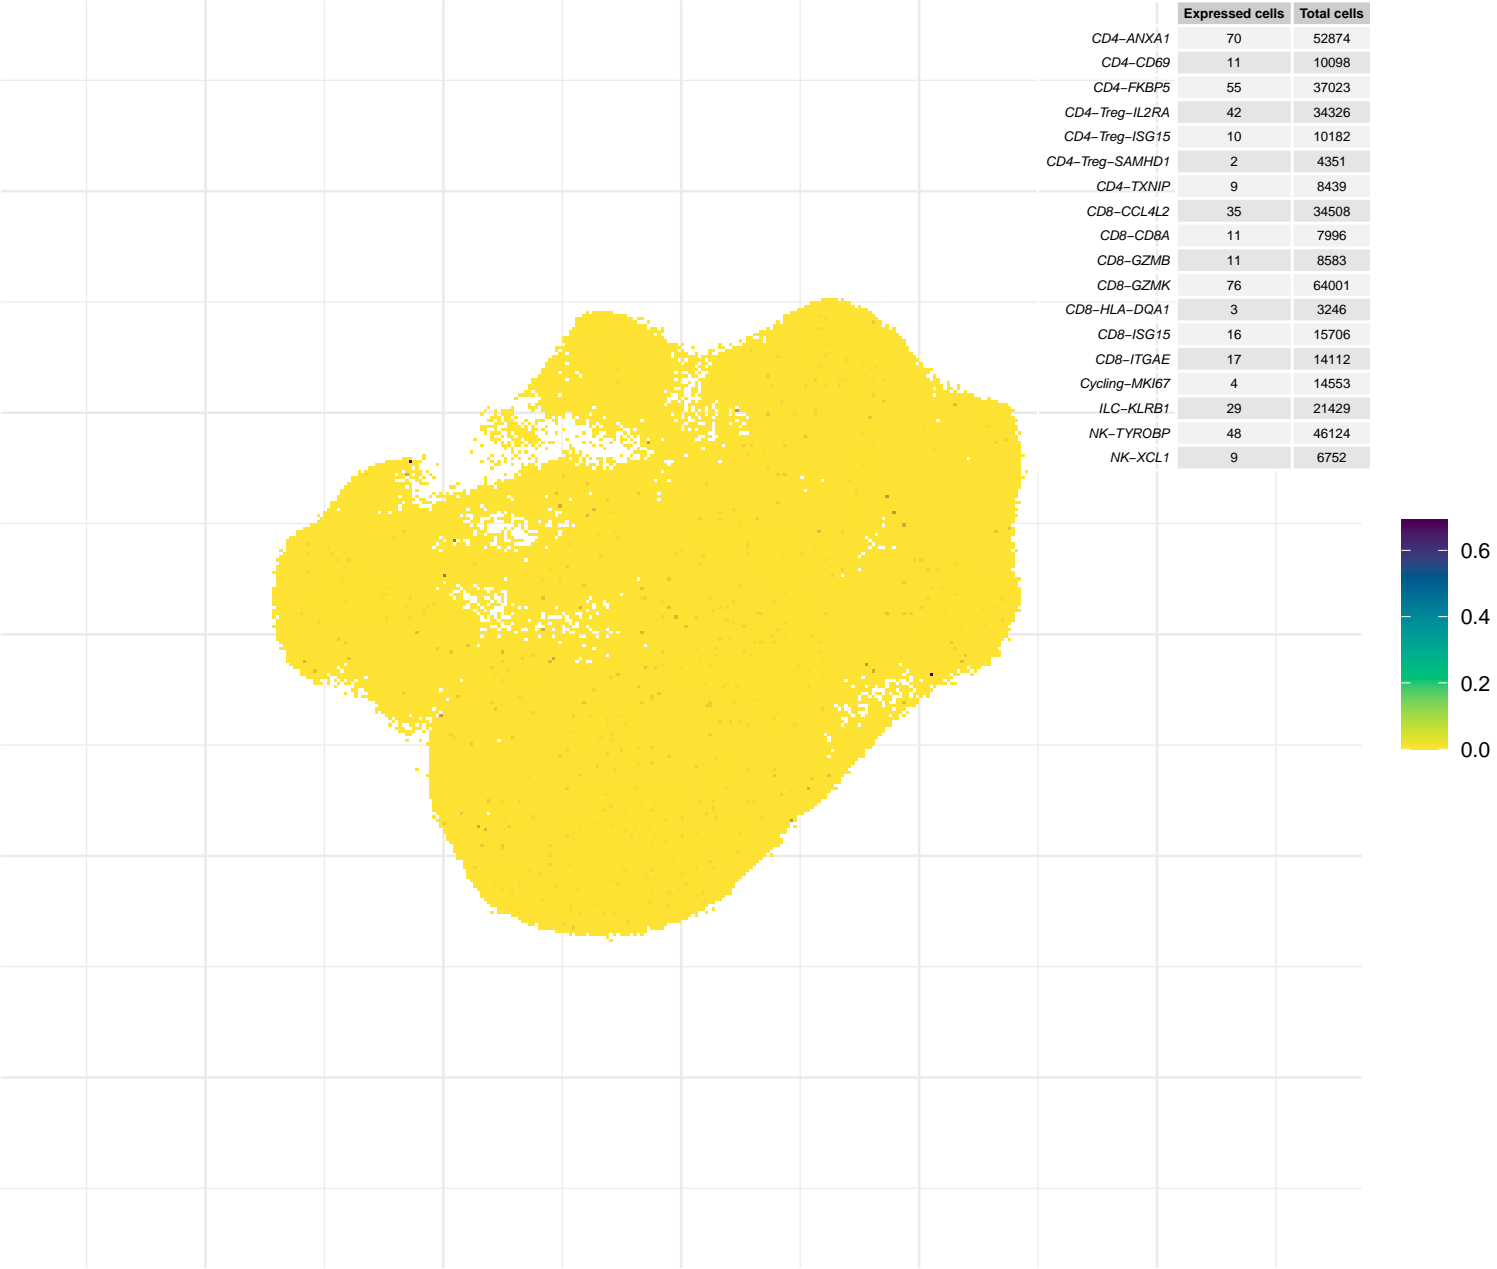 Expressed cells Total cells
CD4−ANXA1 70 52874
CD4−CD69 11 10098
CD4−FKBP5 55 37023
CD4−Treg−IL2RA 42 34326
CD4−Treg−ISG15 10 10182
CD4−Treg−SAMHD1 2 4351
CD4−TXNIP 9 8439
CD8−CCL4L2 35 34508
CD8−CD8A 11 7996
CD8−GZMB 11 8583
CD8−GZMK 76 64001
CD8−HLA−DQA1 3 3246
CD8−ISG15 16 15706
CD8−ITGAE 17 14112
Cycling−MKI67 4 14553
ILC−KLRB1 29 21429
NK−TYROBP 48 46124
NK−XCL1 9 6752
0.6
0.4
0.2
0.0